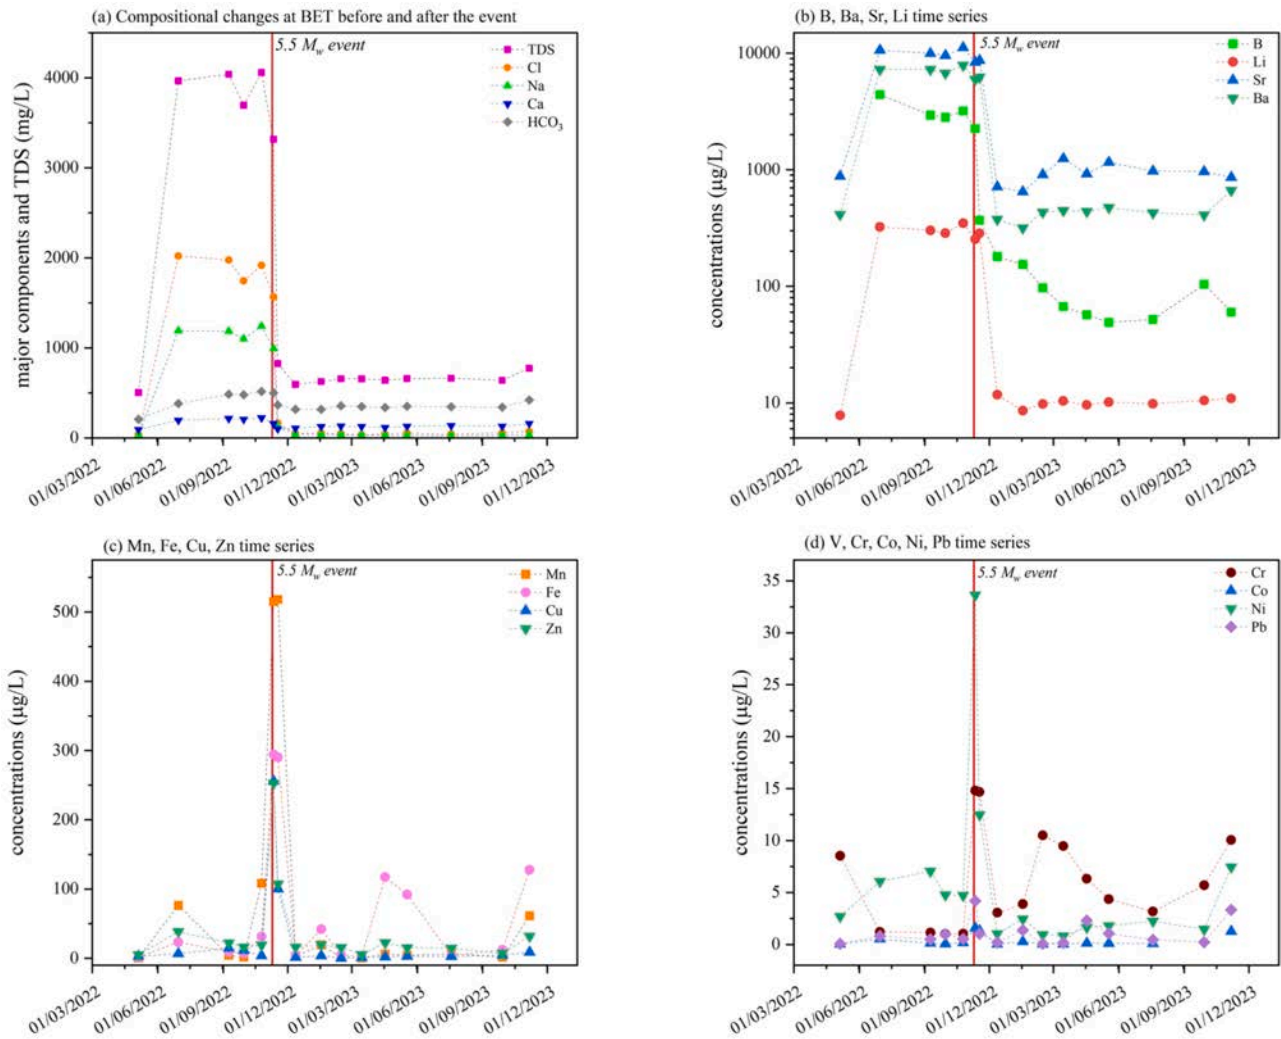 (a) Compositional changes at BET before and after the event
5.5 Mw event
TDS
Cl
Na
Ca
HCO3
major components and TDS (mg/L)
4000
3000
2000
1000
0
01/03/2022
01/06/2022
01/09/2022
01/12/2022
01/03/2023
01/06/2023
01/09/2023
01/12/2023
(b) B, Ba, Sr, Li time series
5.5 Mw event
B
Li
Sr
Ba
concentrations (μg/L)
10000
1000
100
10
01/03/2022
01/06/2022
01/09/2022
01/12/2022
01/03/2023
01/06/2023
01/09/2023
01/12/2023
(c) Mn, Fe, Cu, Zn time series
5.5 Mw event
Mn
Fe
Cu
Zn
concentrations (μg/L)
500
400
300
200
100
0
01/03/2022
01/06/2022
01/09/2022
01/12/2022
01/03/2023
01/06/2023
01/09/2023
01/12/2023
(d) V, Cr, Co, Ni, Pb time series
5.5 Mw event
Cr
Co
Ni
Pb
concentrations (μg/L)
35
30
25
20
15
10
5
0
01/03/2022
01/06/2022
01/09/2022
01/12/2022
01/03/2023
01/06/2023
01/09/2023
01/12/2023